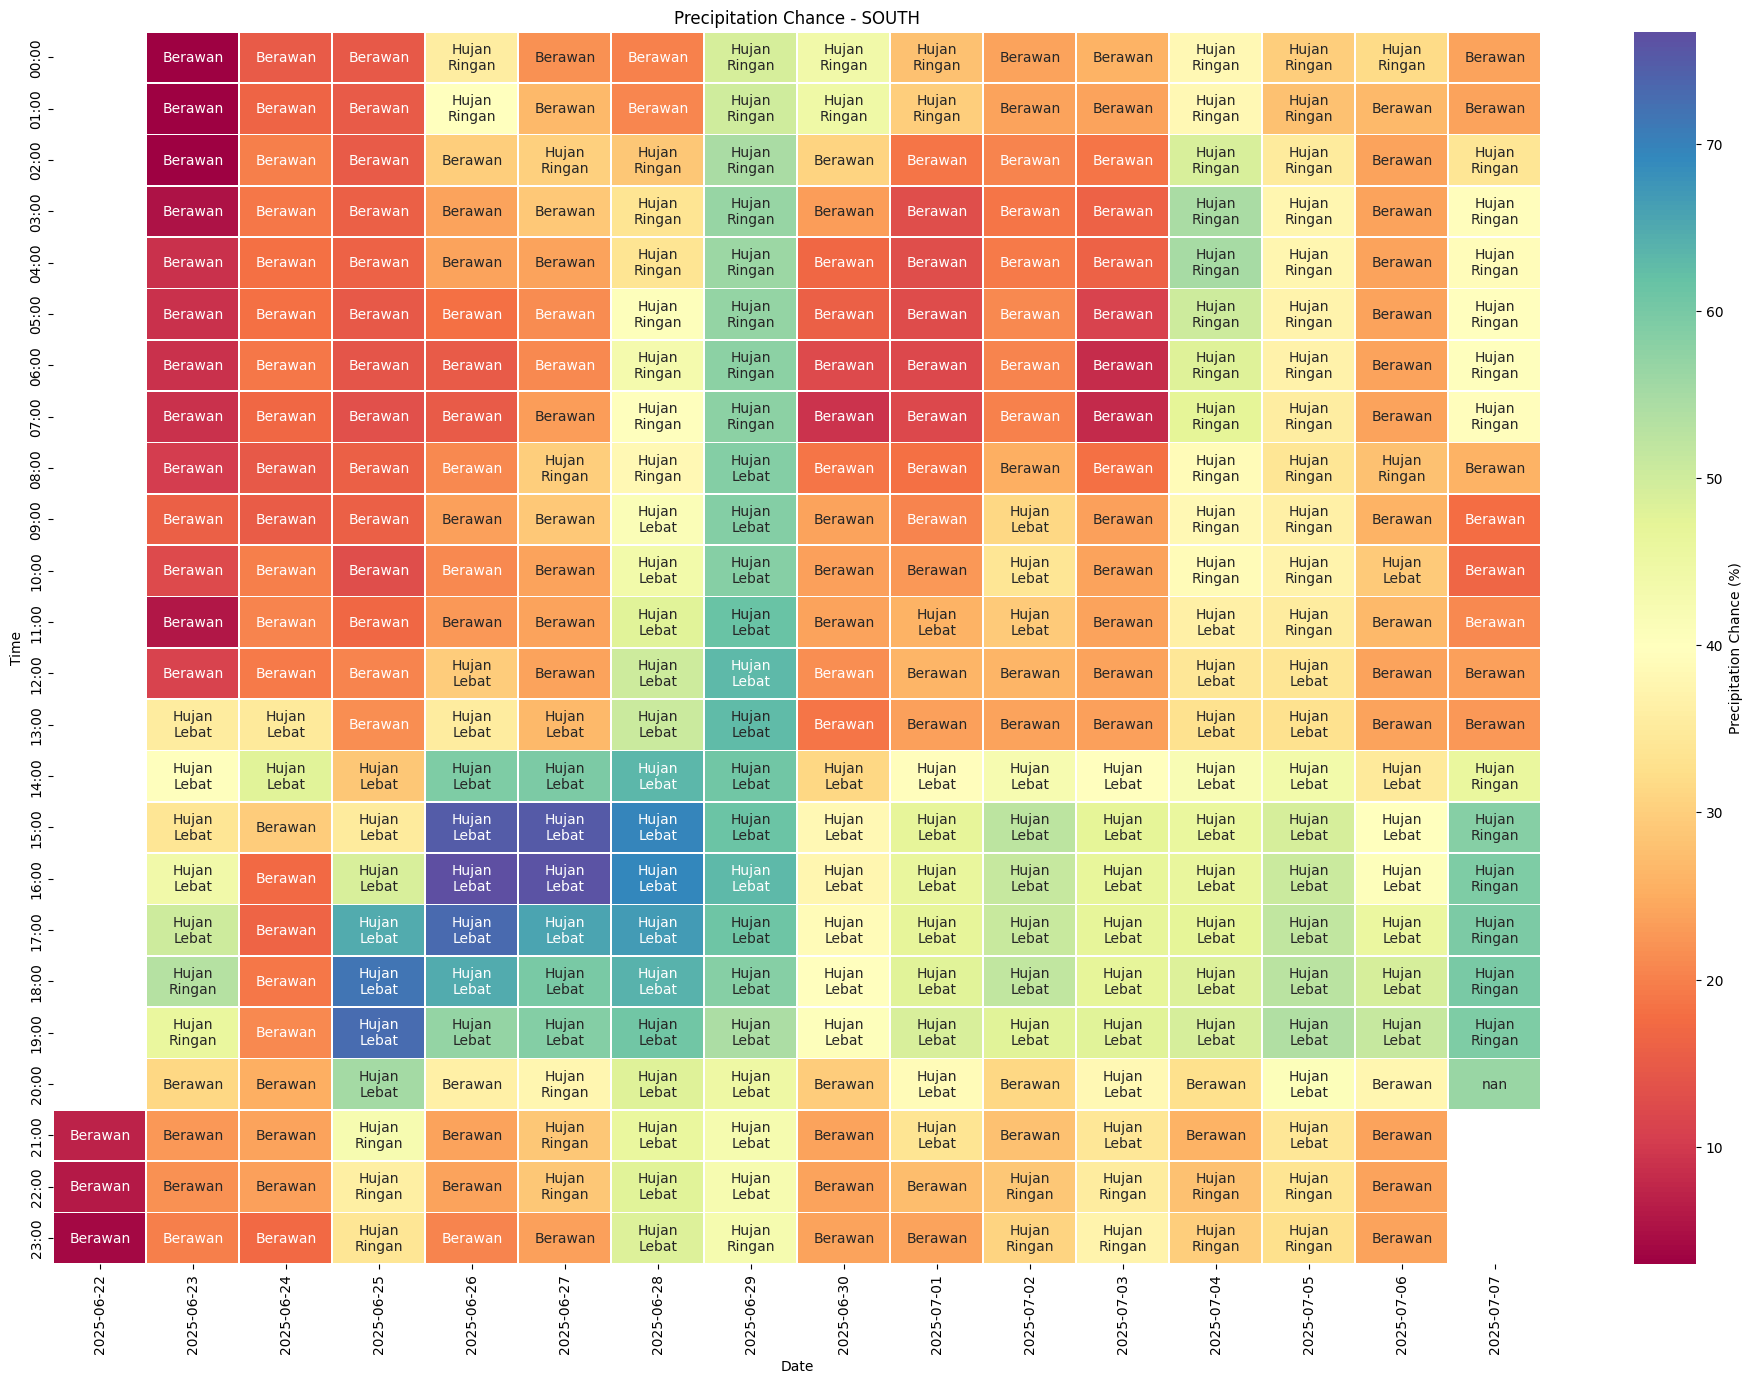 Precipitation Chance - SOUTH
00:00 Berawan Berawan Berawan Hujan Ringan Berawan Berawan Hujan Ringan Hujan Ringan Hujan Ringan Berawan Berawan Hujan Ringan Hujan Ringan Hujan Ringan Berawan
01:00 Berawan Berawan Berawan Hujan Ringan Berawan Berawan Hujan Ringan Hujan Ringan Hujan Ringan Berawan Berawan Hujan Ringan Hujan Ringan Berawan Berawan
02:00 Berawan Berawan Berawan Berawan Hujan Ringan Hujan Ringan Hujan Ringan Berawan Berawan Berawan Berawan Hujan Ringan Hujan Ringan Berawan Hujan Ringan
03:00 Berawan Berawan Berawan Berawan Berawan Hujan Ringan Hujan Ringan Berawan Berawan Berawan Berawan Hujan Ringan Hujan Ringan Berawan Hujan Ringan
04:00 Berawan Berawan Berawan Berawan Berawan Hujan Ringan Hujan Ringan Berawan Berawan Berawan Berawan Hujan Ringan Hujan Ringan Berawan Hujan Ringan
05:00 Berawan Berawan Berawan Berawan Berawan Hujan Ringan Hujan Ringan Berawan Berawan Berawan Berawan Hujan Ringan Hujan Ringan Berawan Hujan Ringan
06:00 Berawan Berawan Berawan Berawan Berawan Hujan Ringan Hujan Ringan Berawan Berawan Berawan Berawan Hujan Ringan Hujan Ringan Berawan Hujan Ringan
07:00 Berawan Berawan Berawan Berawan Berawan Hujan Ringan Hujan Ringan Berawan Berawan Berawan Berawan Hujan Ringan Hujan Ringan Berawan Hujan Ringan
08:00 Berawan Berawan Berawan Berawan Hujan Ringan Hujan Ringan Hujan Lebat Berawan Berawan Berawan Berawan Hujan Ringan Hujan Ringan Hujan Ringan Berawan
09:00 Berawan Berawan Berawan Berawan Berawan Hujan Lebat Hujan Lebat Berawan Berawan Hujan Lebat Berawan Hujan Ringan Hujan Ringan Berawan Berawan
10:00 Berawan Berawan Berawan Berawan Berawan Hujan Lebat Hujan Lebat Berawan Berawan Hujan Lebat Berawan Hujan Ringan Hujan Ringan Hujan Lebat Berawan
11:00 Berawan Berawan Berawan Berawan Berawan Hujan Lebat Hujan Lebat Berawan Hujan Lebat Hujan Lebat Berawan Hujan Lebat Hujan Ringan Berawan Berawan
12:00 Berawan Berawan Berawan Hujan Lebat Berawan Hujan Lebat Hujan Lebat Berawan Berawan Berawan Berawan Hujan Lebat Hujan Lebat Berawan Berawan
13:00 Hujan Lebat Hujan Lebat Berawan Hujan Lebat Hujan Lebat Hujan Lebat Hujan Lebat Berawan Berawan Berawan Berawan Hujan Lebat Hujan Lebat Berawan Berawan
14:00 Hujan Lebat Hujan Lebat Hujan Lebat Hujan Lebat Hujan Lebat Hujan Lebat Hujan Lebat Hujan Lebat Hujan Lebat Hujan Lebat Hujan Lebat Hujan Lebat Hujan Lebat Hujan Lebat Hujan Ringan
15:00 Hujan Lebat Berawan Hujan Lebat Hujan Lebat Hujan Lebat Hujan Lebat Hujan Lebat Hujan Lebat Hujan Lebat Hujan Lebat Hujan Lebat Hujan Lebat Hujan Lebat Hujan Lebat Hujan Ringan
16:00 Hujan Lebat Berawan Hujan Lebat Hujan Lebat Hujan Lebat Hujan Lebat Hujan Lebat Hujan Lebat Hujan Lebat Hujan Lebat Hujan Lebat Hujan Lebat Hujan Lebat Hujan Lebat Hujan Ringan
17:00 Hujan Lebat Berawan Hujan Lebat Hujan Lebat Hujan Lebat Hujan Lebat Hujan Lebat Hujan Lebat Hujan Lebat Hujan Lebat Hujan Lebat Hujan Lebat Hujan Lebat Hujan Lebat Hujan Ringan
18:00 Hujan Ringan Berawan Hujan Lebat Hujan Lebat Hujan Lebat Hujan Lebat Hujan Lebat Hujan Lebat Hujan Lebat Hujan Lebat Hujan Lebat Hujan Lebat Hujan Lebat Hujan Lebat Hujan Ringan
19:00 Hujan Ringan Berawan Hujan Lebat Hujan Lebat Hujan Lebat Hujan Lebat Hujan Lebat Hujan Lebat Hujan Lebat Hujan Lebat Hujan Lebat Hujan Lebat Hujan Lebat Hujan Lebat Hujan Ringan
20:00 Berawan Berawan Hujan Lebat Berawan Hujan Ringan Hujan Lebat Hujan Lebat Berawan Hujan Lebat Berawan Hujan Lebat Berawan Hujan Lebat Berawan nan
21:00 Berawan Berawan Berawan Hujan Ringan Berawan Hujan Ringan Hujan Lebat Hujan Lebat Berawan Hujan Lebat Berawan Hujan Lebat Berawan Hujan Lebat Berawan
22:00 Berawan Berawan Berawan Hujan Ringan Berawan Hujan Ringan Hujan Lebat Hujan Lebat Berawan Berawan Hujan Ringan Hujan Ringan Hujan Ringan Hujan Ringan Berawan
23:00 Berawan Berawan Berawan Hujan Ringan Berawan Berawan Hujan Lebat Hujan Ringan Berawan Berawan Hujan Ringan Hujan Ringan Hujan Ringan Hujan Ringan Berawan
Time
2025-06-22 2025-06-23 2025-06-24 2025-06-25 2025-06-26 2025-06-27 2025-06-28 2025-06-29 2025-06-30 2025-07-01 2025-07-02 2025-07-03 2025-07-04 2025-07-05 2025-07-06 2025-07-07
Date
70
60
50
40
30
20
10
Precipitation Chance (%)